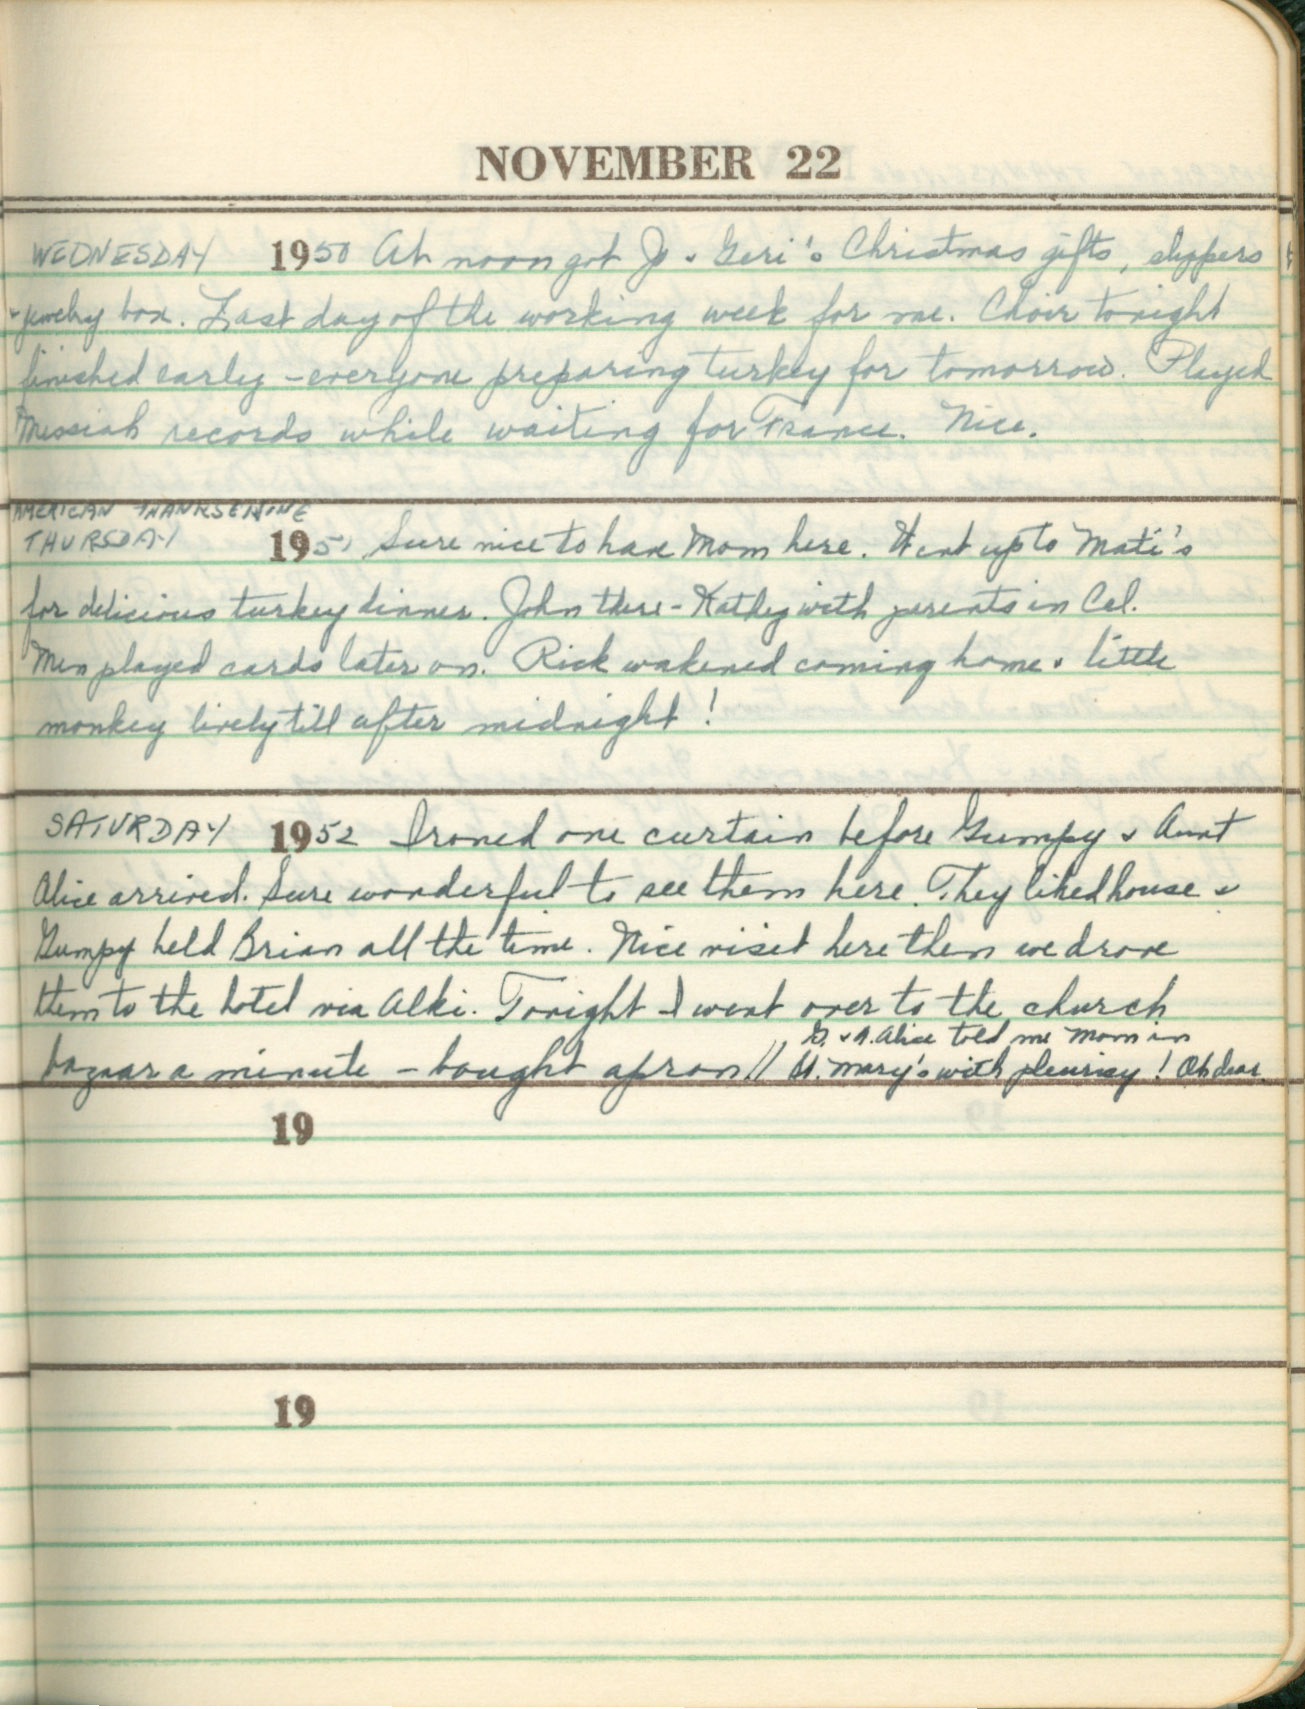 NOVEMBER 22
WEDNESDAY 1950 At noon got Jo & Geri's Christmas gifts, slippers
& jewelry box. Last day of the working week for me. Choir tonight
finished early - everyone preparing turkey for tomorrow. Played
Messiah records while waiting for France. Nice.
AMERICAN THANKSGIVING
THURSDAY 1951 Sure nice to have Mom here. Went up to Mati's
for delicious turkey dinner. John there - Kathy with parents in Cal.
Men played cards later on. Rick wakened coming home & little
monkey lively till after midnight!
SATURDAY 1952 Ironed one curtain before Gumpy & Aunt
Alice arrived. Sure wonderful to see them here. They liked house &
Gumpy held Brian all the time. Nice visit here then we drove
them to the hotel via Alki. Tonight I went over to the church
G. & A. Alice told me Mom in
bazaar a minute - bought apron // St. Mary's with pleurisy! Oh dear.
19
19